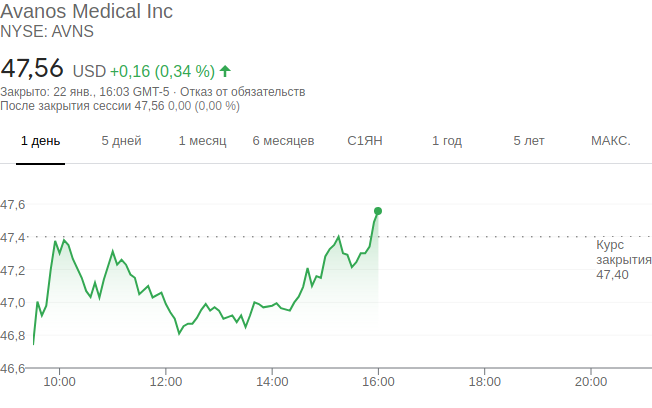 Avanos Medical Inc
NYSE: AVNS
47,56 USD +0,16 (0,34 %)
Закрыто: 22 янв., 16:03 GMT-5 · Отказ от обязательств
После закрытия сессии 47,56 0,00 (0,00 %)
1 день 5 дней 1 месяц 6 месяцев С1ЯН 1 год 5 лет МАКС.
47,6
47,4
Курс
закрытия
47,40
47,2
47,0
46,8
46,6
10:00 12:00 14:00 16:00 18:00 20:00